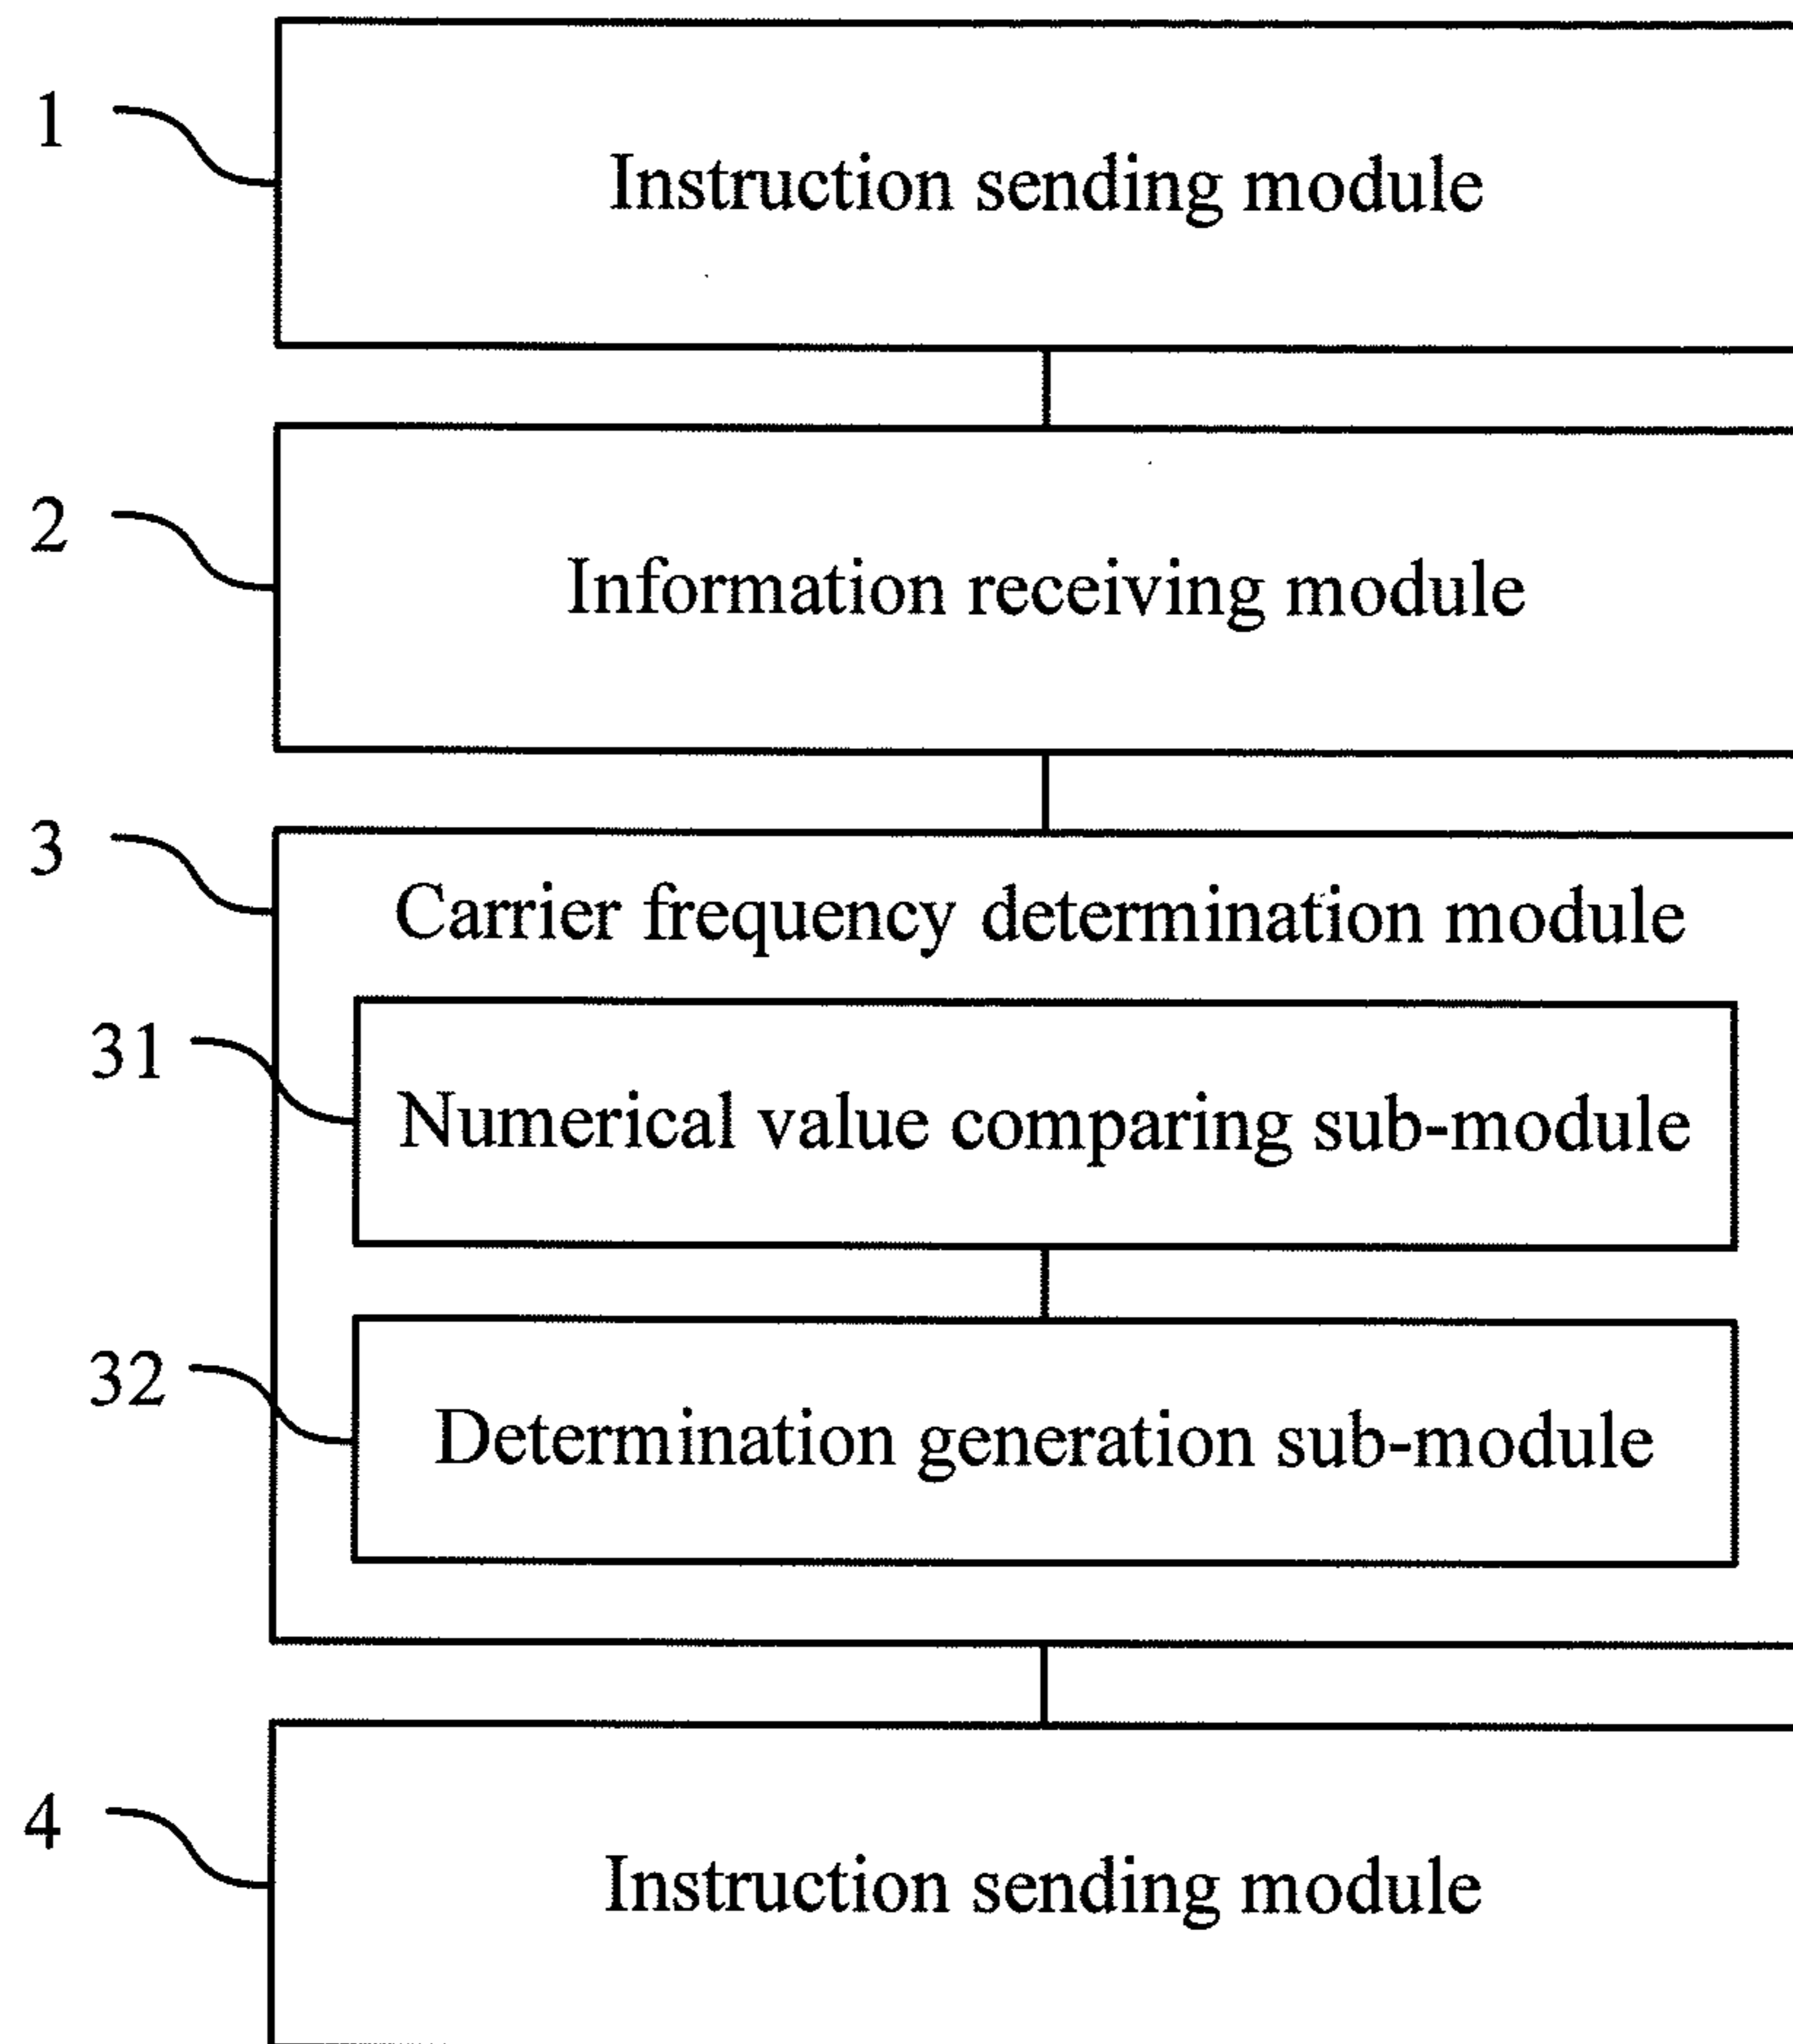 1
Instruction sending module
2
Information receiving module
3
Carrier frequency determination module
31
Numerical value comparing sub-module
32
Determination generation sub-module
4
Instruction sending module